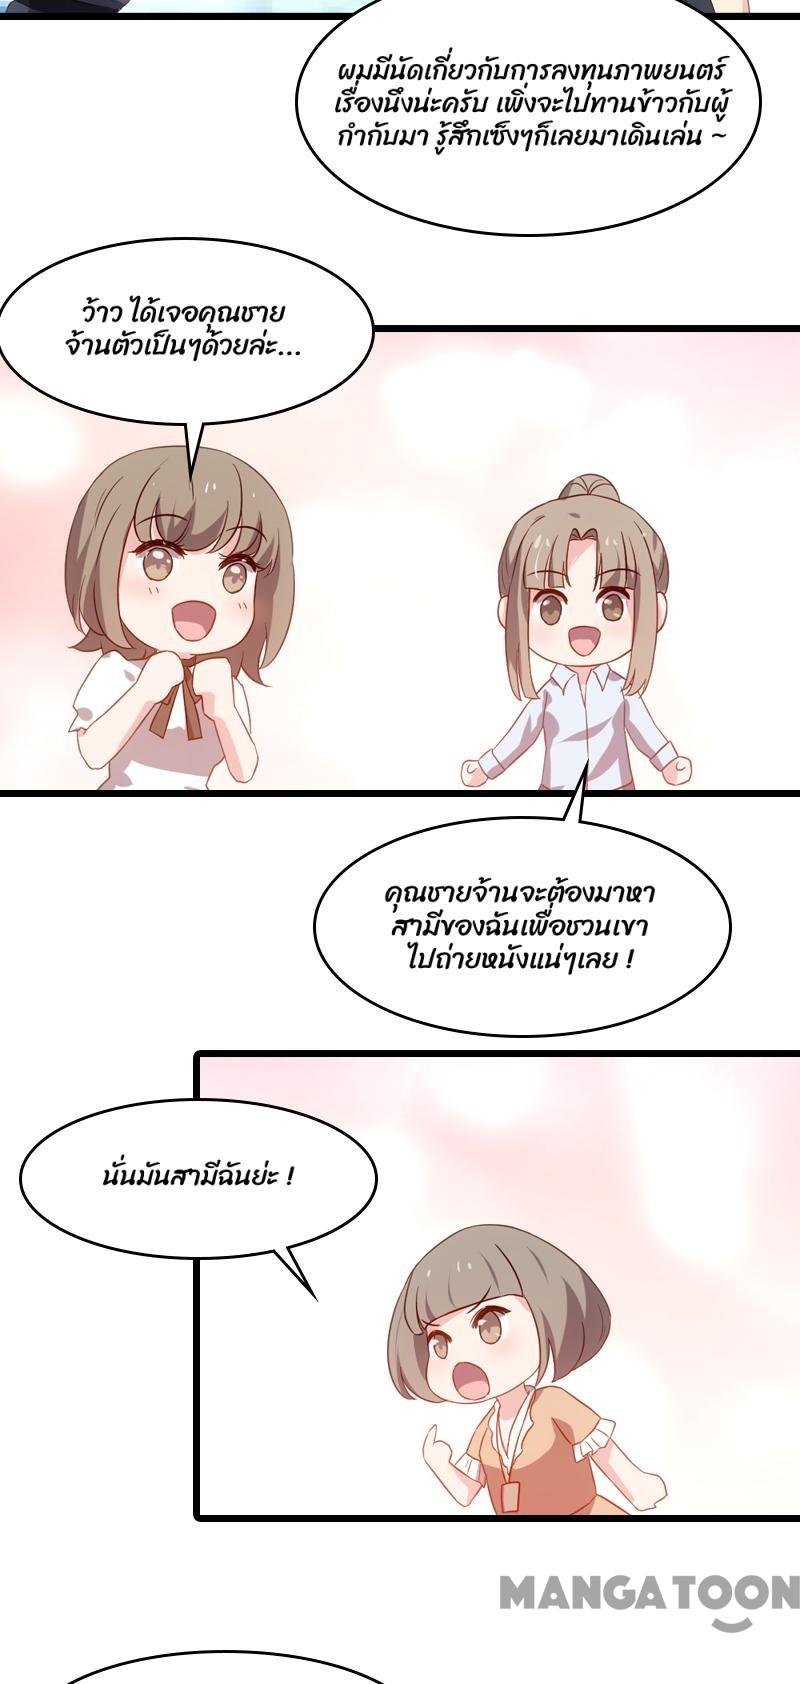 ผมมีนัดเกี่ยวกับการลงทุนภาพยนตร์
เรื่องนึงน่ะครับ เพิ่งจะไปทานข้าวกับผู้
กำกับมา รู้สึกเซ็งๆก็เลยมาเดินเล่น ~
ว้าว ได้เจอคุณชาย
จ้านตัวเป็นๆด้วยล่ะ...
คุณชายจ้านจะต้องมาหา
สามีของฉันเพื่อชวนเขา
ไปถ่ายหนังแน่ๆเลย !
นั่นมันสามีฉันย่ะ !
MANGATOON